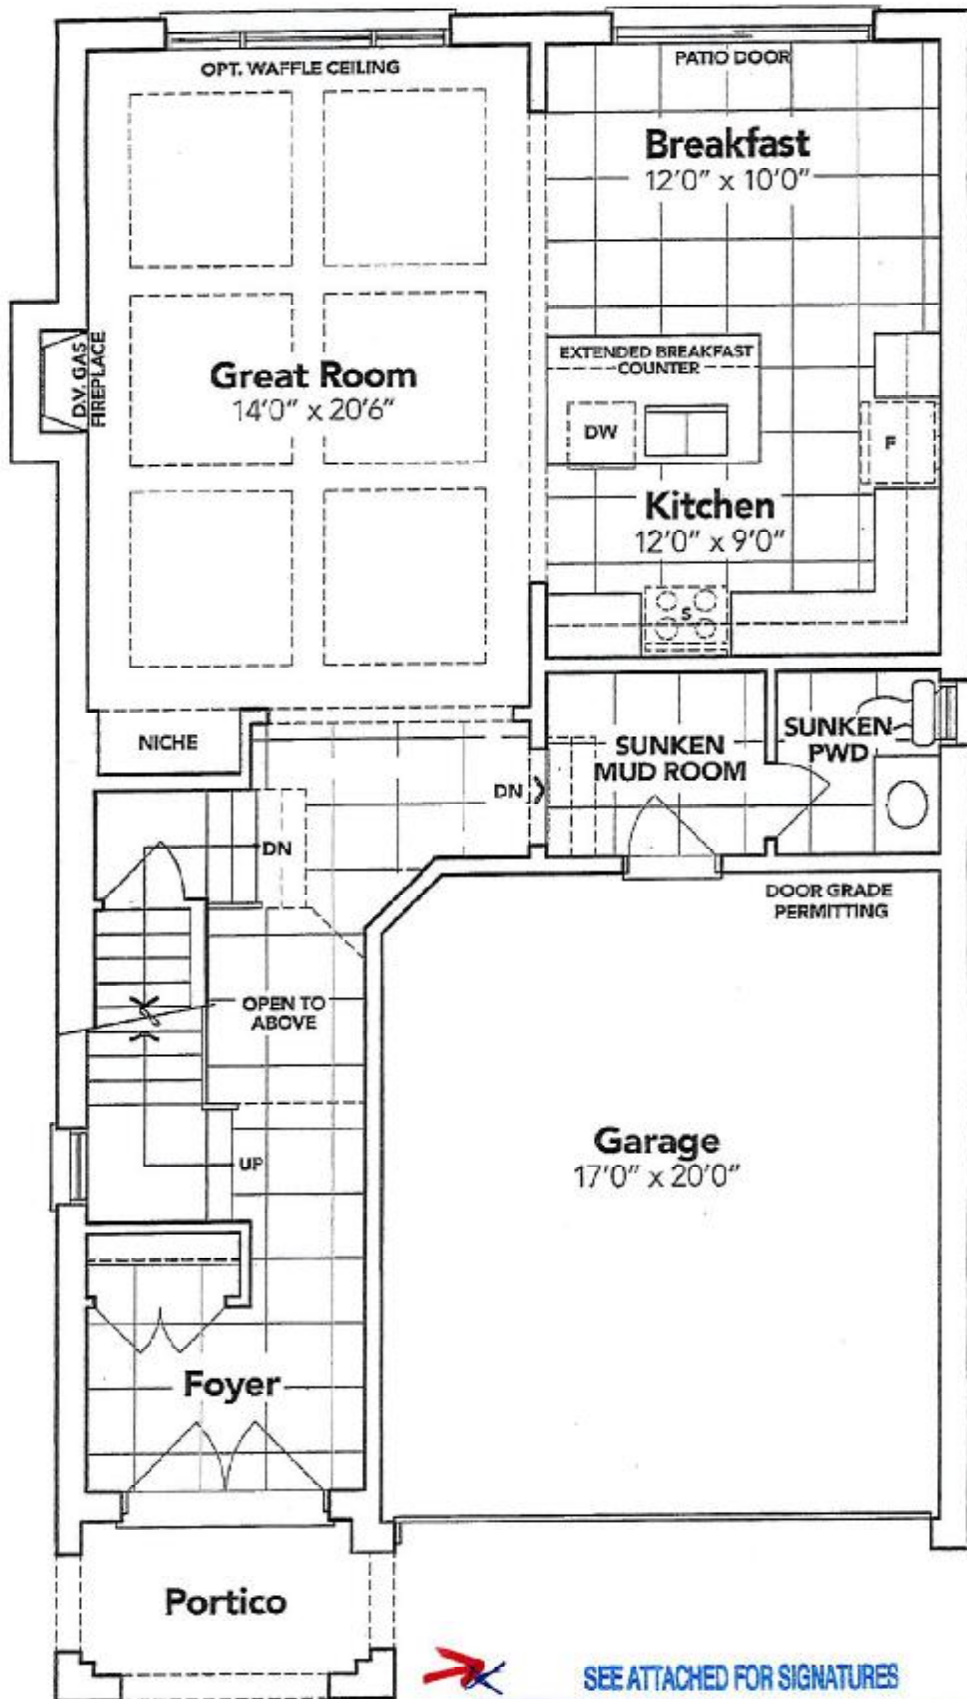 OPT. WAFFLE CEILING
PATIO DOOR
Breakfast
12'0" x 10'0"
EXTENDED BREAKFAST
COUNTER
D.V. GAS
FIREPLACE
Great Room
14'0" x 20'6"
DW
F
Kitchen
12'0" x 9'0"
S
NICHE
SUNKEN
MUD ROOM
SUNKEN
PWD
DN
DN
DOOR GRADE
PERMITTING
OPEN TO
ABOVE
UP
Garage
17'0" x 20'0"
Foyer
Portico
SEE ATTACHED FOR SIGNATURES